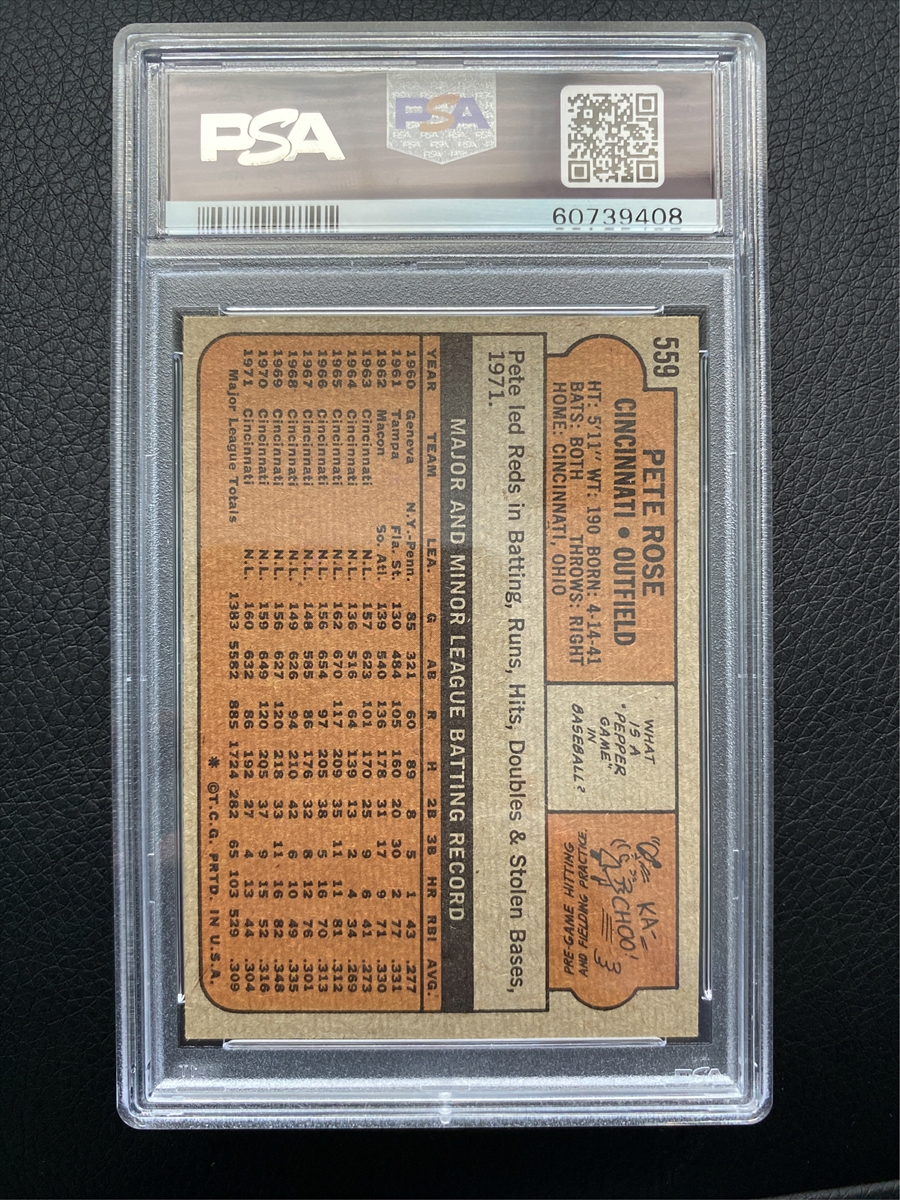 PSA
PSA
60739408
559
PETE ROSE
CINCINNATI • OUTFIELD
HT: 5'11" WT: 190 BORN: 4-14-41
BATS: BOTH THROWS: RIGHT
HOME: CINCINNATI, OHIO
WHAT
IS A
"PEPPER
GAME"
IN
BASEBALL?
KA-
CHOO!
PRE-GAME HITTING
AND FIELDING PRACTICE
Pete led Reds in Batting, Runs, Hits, Doubles & Stolen Bases,
1971.
MAJOR AND MINOR LEAGUE BATTING RECORD
YEAR TEAM LEA. G AB R H 2B 3B HR RBI AVG.
1960 Geneva N.Y.-Penn. 85 321 60 89 8 5 1 43 .277
1961 Tampa Fla. St. 130 484 105 160 20 30 2 77 .331
1962 Macon So. Atl. 139 540 136 178 31 17 9 71 .330
1963 Cincinnati N.L. 157 623 101 170 25 9 6 41 .273
1964 Cincinnati N.L. 136 516 64 139 13 2 4 34 .269
1965 Cincinnati N.L. 162 670 117 209 35 11 11 81 .312
1966 Cincinnati N.L. 156 654 97 205 38 5 16 70 .313
1967 Cincinnati N.L. 148 585 86 176 32 8 12 76 .301
1968 Cincinnati N.L. 149 626 94 210 42 6 10 49 .335
1969 Cincinnati N.L. 156 627 120 218 33 11 16 82 .348
1970 Cincinnati N.L. 159 649 120 205 37 9 15 52 .316
1971 Cincinnati N.L. 160 632 86 192 27 4 13 44 .304
Major League Totals 1383 5582 885 1724 282 65 103 529 .309
* ©T.C.G. PRTD. IN U.S.A.
PSA